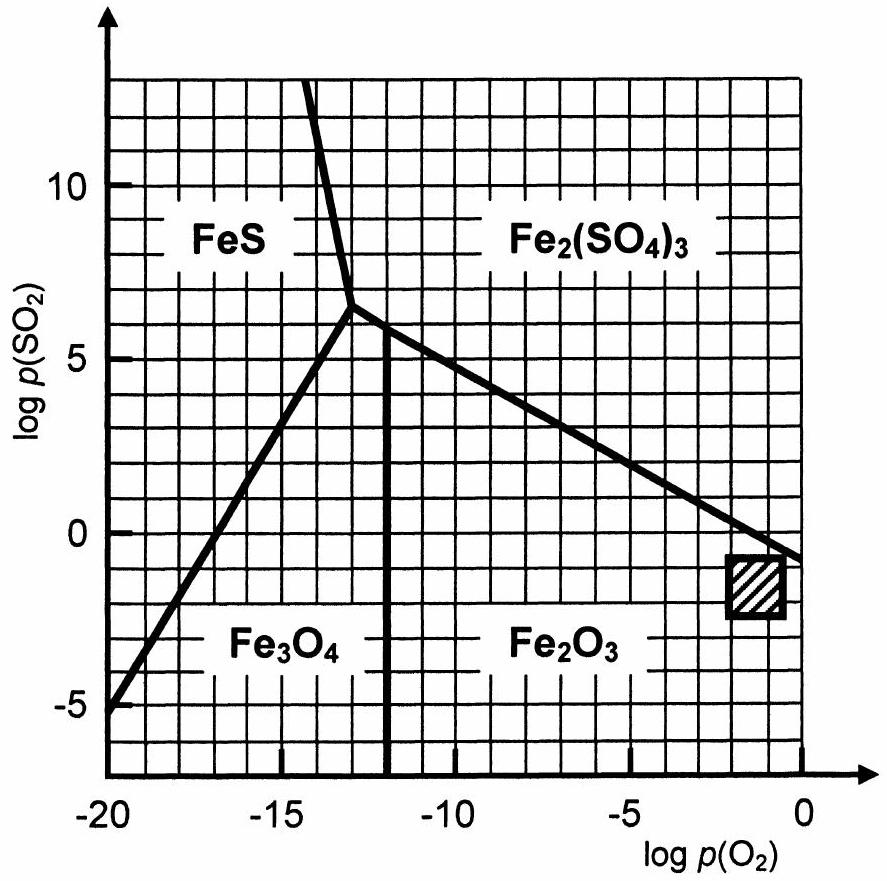 10
FeS
Fe₂(SO₄)₃
log p(SO₂)
5
0
Fe₃O₄
Fe₂O₃
-5
-20
-15
-10
-5
0
log p(O₂)